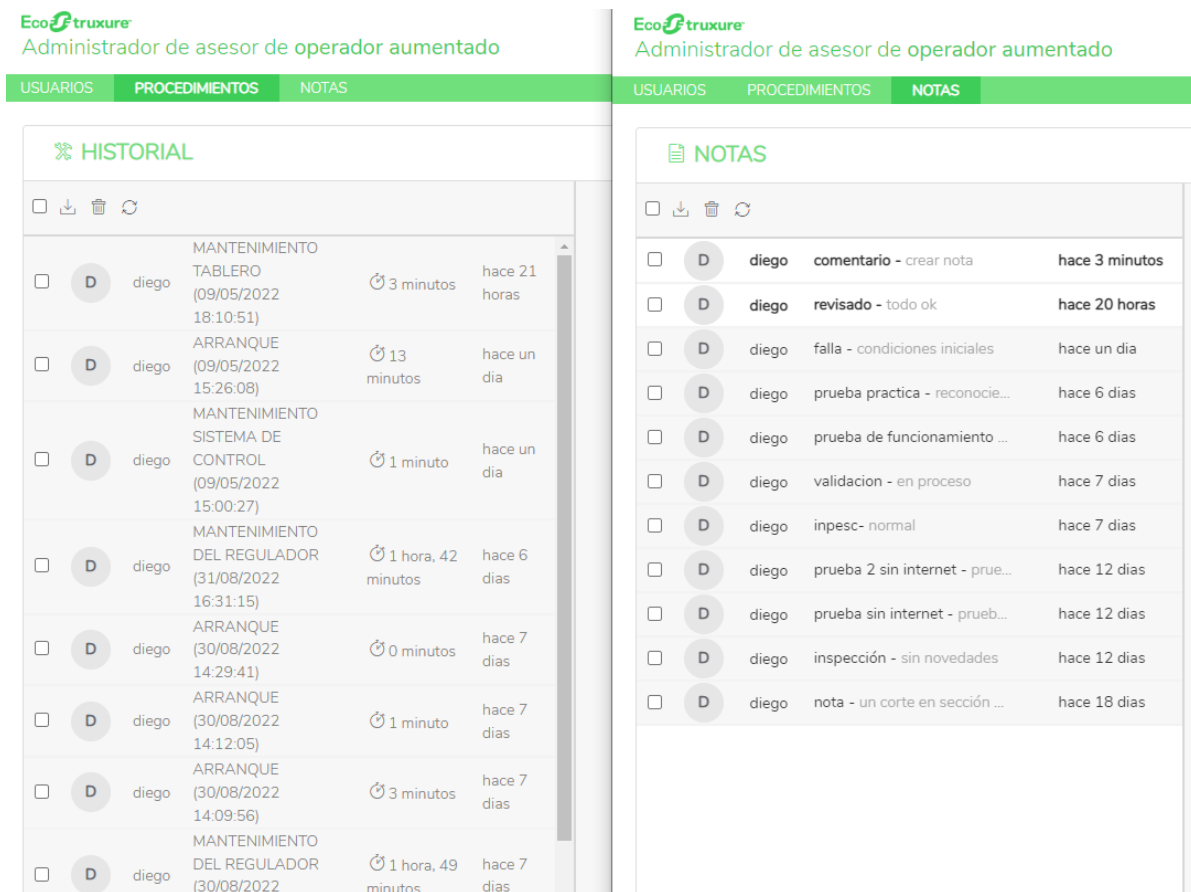 EcoStruxure
Administrador de asesor de operador aumentado
USUARIOS PROCEDIMIENTOS NOTAS
HISTORIAL
D diego MANTENIMIENTO
TABLERO
(09/05/2022
18:10:51) 3 minutos hace 21
horas
D diego ARRANQUE
(09/05/2022
15:26:08) 13
minutos hace un
dia
D diego MANTENIMIENTO
SISTEMA DE
CONTROL
(09/05/2022
15:00:27) 1 minuto hace un
dia
D diego MANTENIMIENTO
DEL REGULADOR
(31/08/2022
16:31:15) 1 hora, 42
minutos hace 6
dias
D diego ARRANQUE
(30/08/2022
14:29:41) 0 minutos hace 7
dias
D diego ARRANQUE
(30/08/2022
14:12:05) 1 minuto hace 7
dias
D diego ARRANQUE
(30/08/2022
14:09:56) 3 minutos hace 7
dias
D diego MANTENIMIENTO
DEL REGULADOR
(30/08/2022 1 hora, 49
minutos hace 7
dias
EcoStruxure
Administrador de asesor de operador aumentado
USUARIOS PROCEDIMIENTOS NOTAS
NOTAS
D diego comentario - crear nota hace 3 minutos
D diego revisado - todo ok hace 20 horas
D diego falla - condiciones iniciales hace un dia
D diego prueba practica - reconocie... hace 6 dias
D diego prueba de funcionamiento ... hace 6 dias
D diego validacion - en proceso hace 7 dias
D diego inpesc- normal hace 7 dias
D diego prueba 2 sin internet - prue... hace 12 dias
D diego prueba sin internet - prueb... hace 12 dias
D diego inspección - sin novedades hace 12 dias
D diego nota - un corte en sección ... hace 18 dias